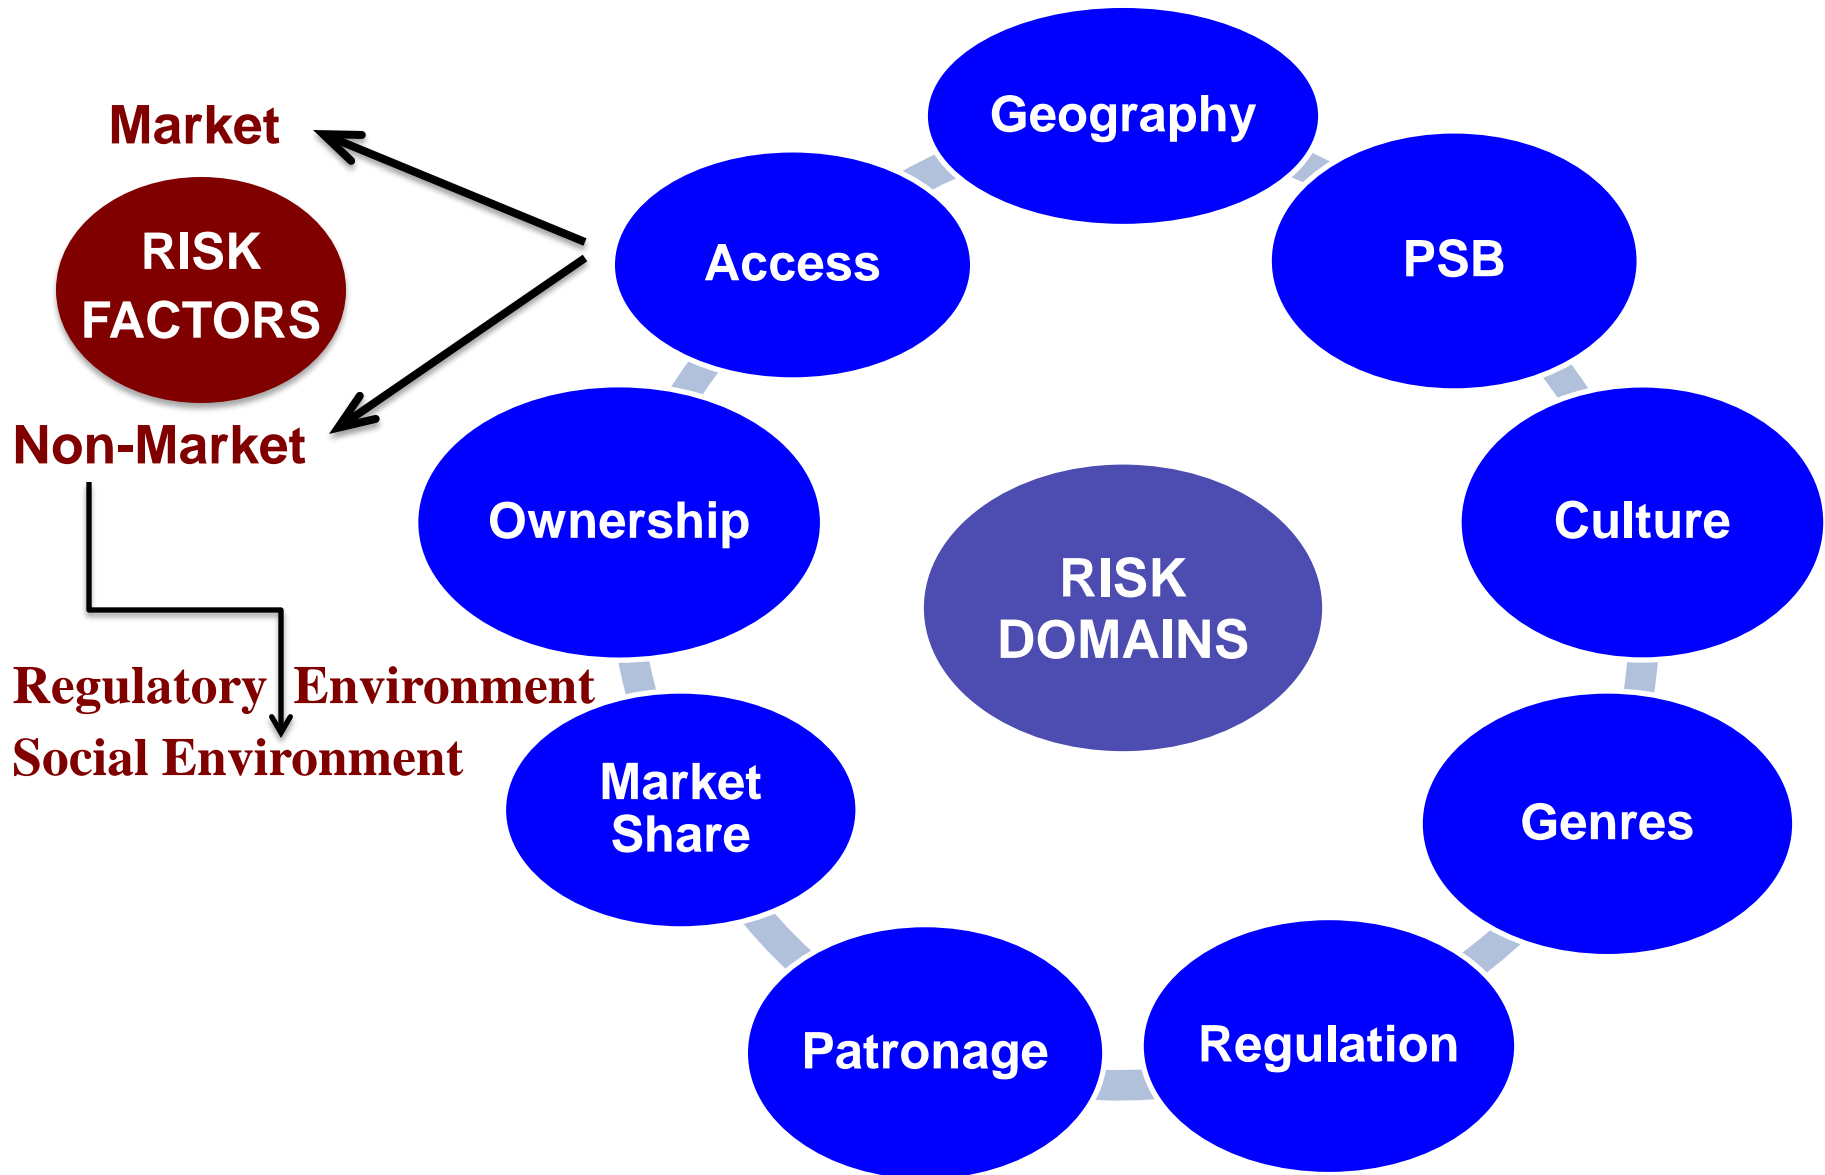 Market
RISK
FACTORS
Non-Market
Regulatory Environment
Social Environment
Geography
PSB
Culture
Genres
Regulation
Patronage
Market
Share
Ownership
Access
RISK
DOMAINS